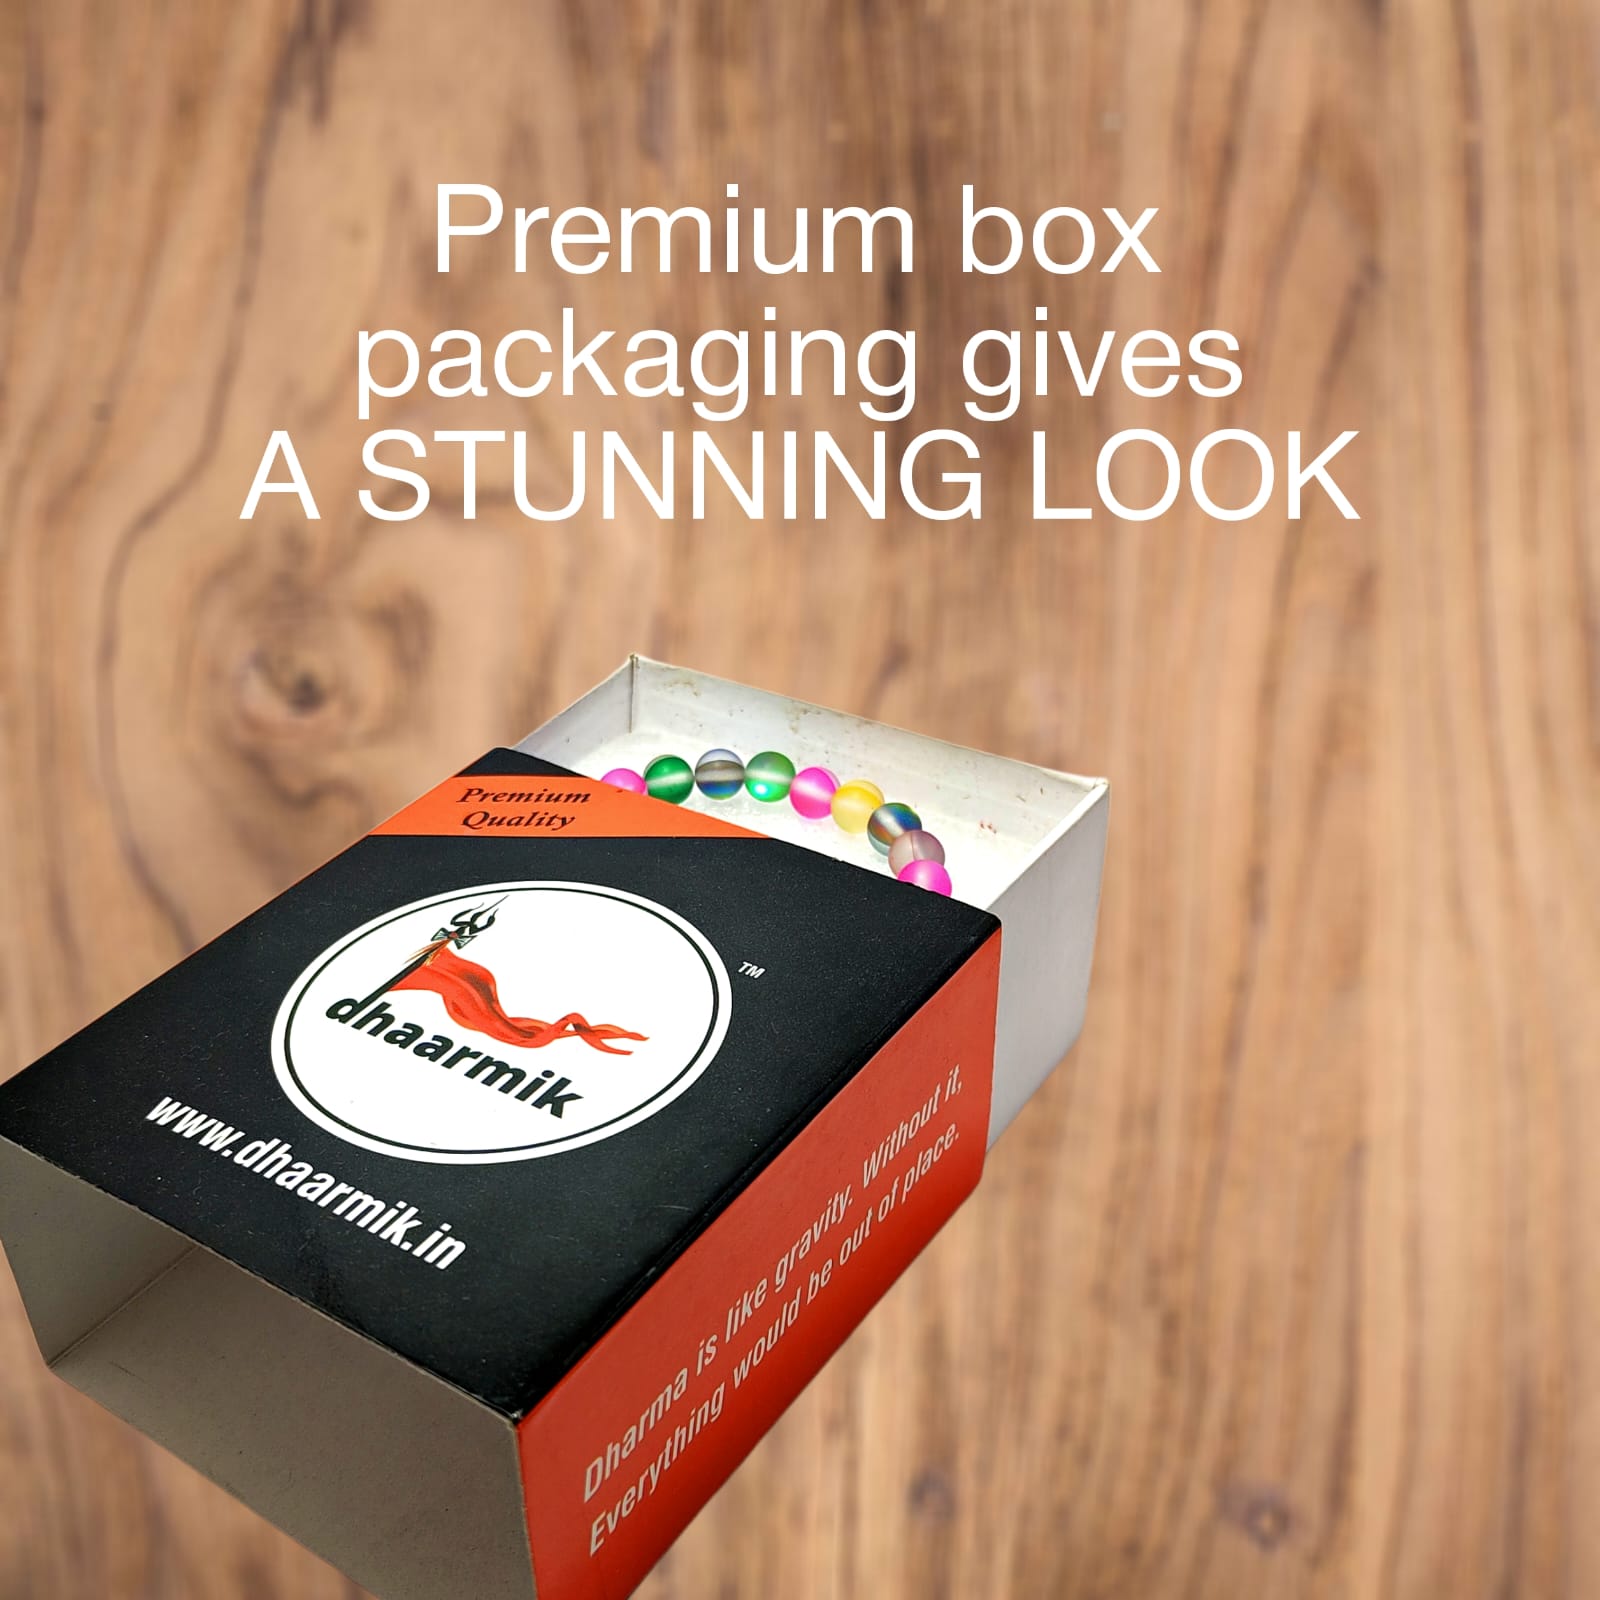 Premium box
packaging gives
A STUNNING LOOK
Premium
Quality
TM
dhaarmik
www.dhaarmik.in
Dharma is like gravity. Without it,
Everything would be out of place.